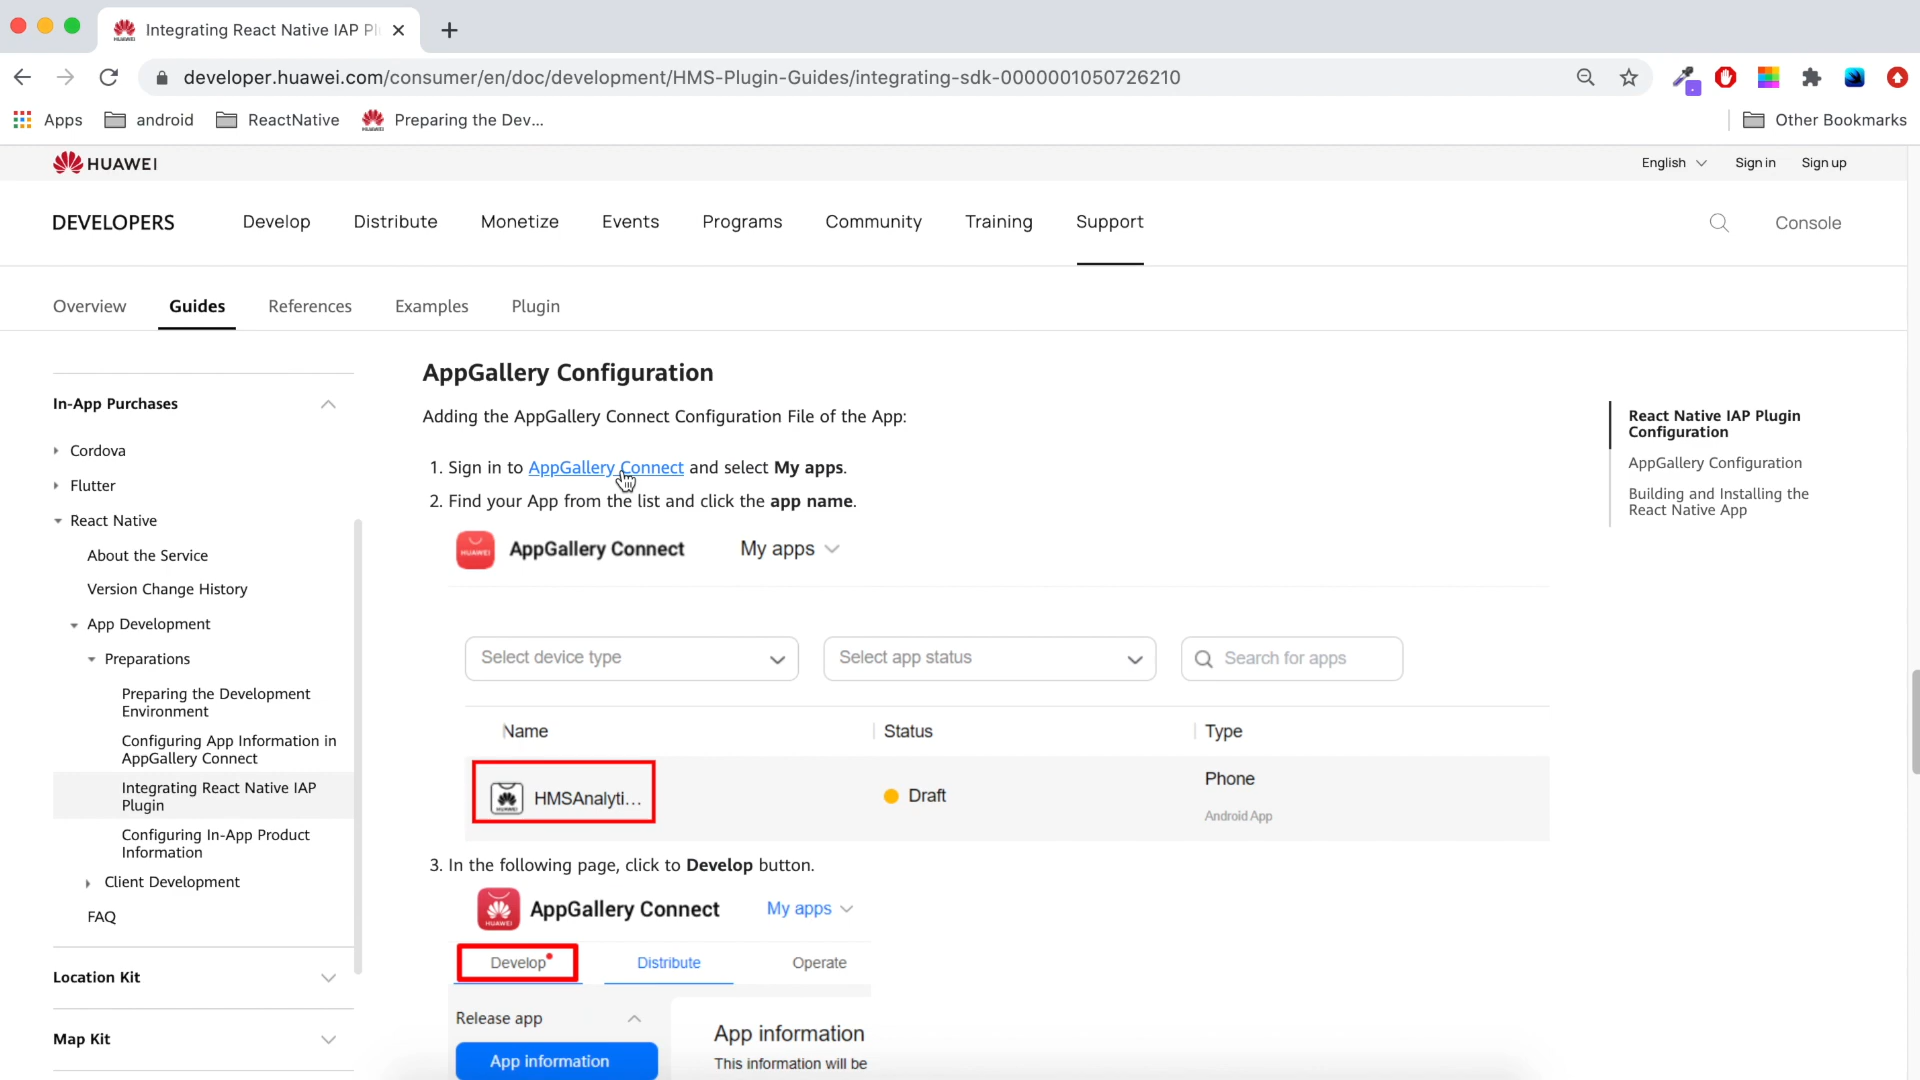 Integrating React Native IAP Pl
developer.huawei.com/consumer/en/doc/development/HMS-Plugin-Guides/integrating-sdk-0000001050726210
Apps
android
ReactNative
Preparing the Dev...
Other Bookmarks
HUAWEI
English
Sign in
Sign up
DEVELOPERS
Develop
Distribute
Monetize
Events
Programs
Community
Training
Support
Console
Overview
Guides
References
Examples
Plugin
In-App Purchases
Cordova
Flutter
React Native
About the Service
Version Change History
App Development
Preparations
Preparing the Development
Environment
Configuring App Information in
AppGallery Connect
Integrating React Native IAP
Plugin
Configuring In-App Product
Information
Client Development
FAQ
Location Kit
Map Kit
AppGallery Configuration
Adding the AppGallery Connect Configuration File of the App:
1. Sign in to AppGallery Connect and select My apps.
2. Find your App from the list and click the app name.
HUAWEI
AppGallery Connect
My apps
Select device type
Select app status
Search for apps
Name
Status
Type
HMSAnalyti...
Draft
Phone
Android App
3. In the following page, click to Develop button.
HUAWEI
AppGallery Connect
My apps
Develop
Distribute
Operate
Release app
App information
App information
This information will be
React Native IAP Plugin
Configuration
AppGallery Configuration
Building and Installing the
React Native App